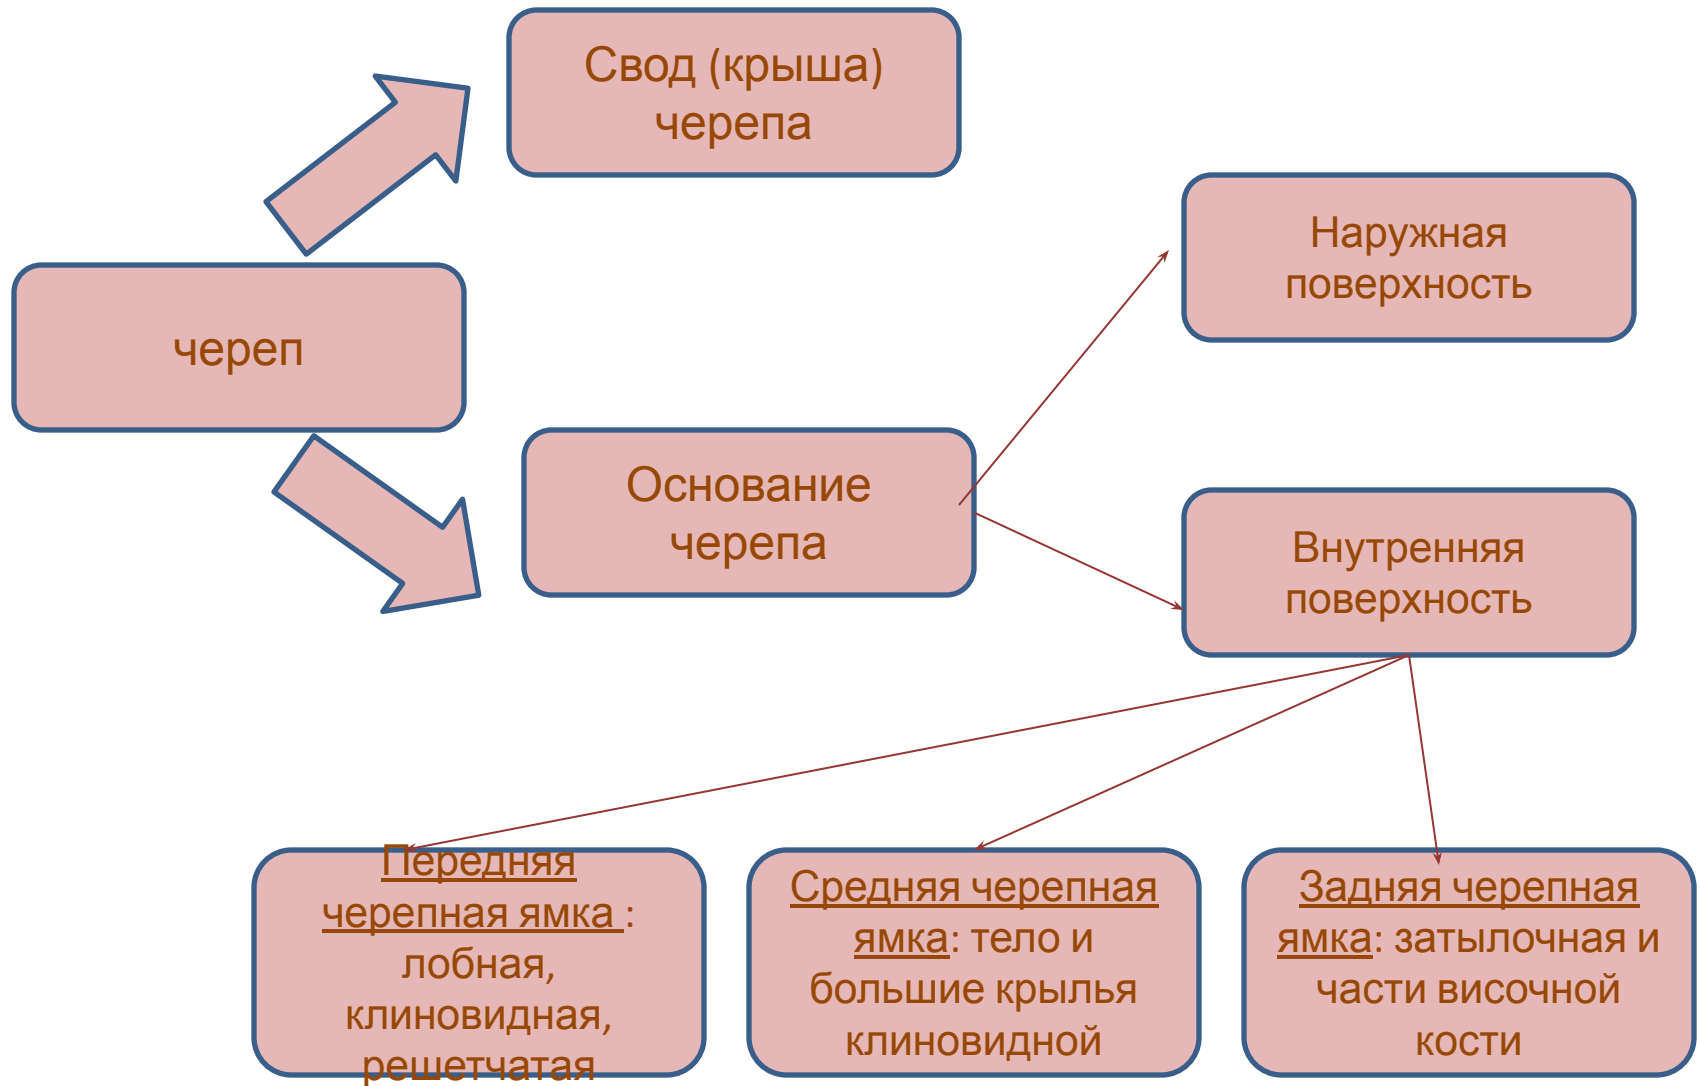 Свод (крыша)
черепа
Наружная
поверхность
череп
Основание
черепа
Внутренняя
поверхность
Передняя
черепная ямка :
лобная,
клиновидная,
решетчатая
Средняя черепная
ямка: тело и
большие крылья
клиновидной
Задняя черепная
ямка: затылочная и
части височной
кости